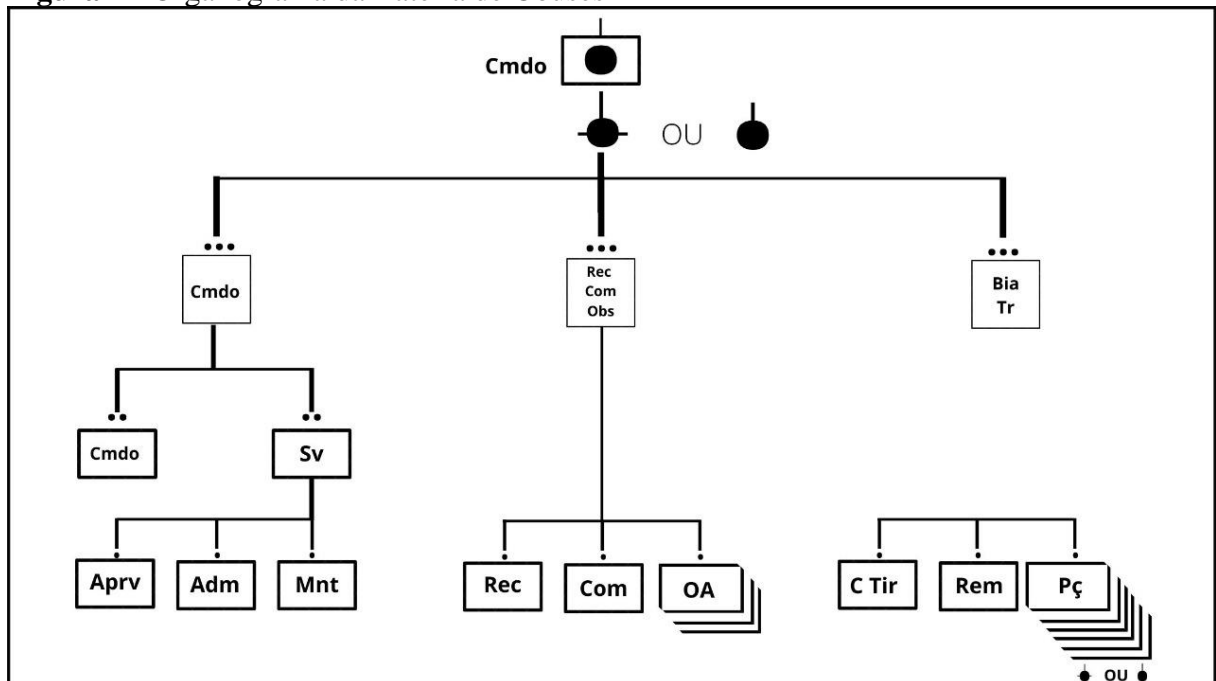 Cmdo
OU
Cmdo
Rec
Com
Obs
Bia
Tr
Cmdo
Sv
Aprv
Adm
Mnt
Rec
Com
OA
C Tir
Rem
Pç
OU